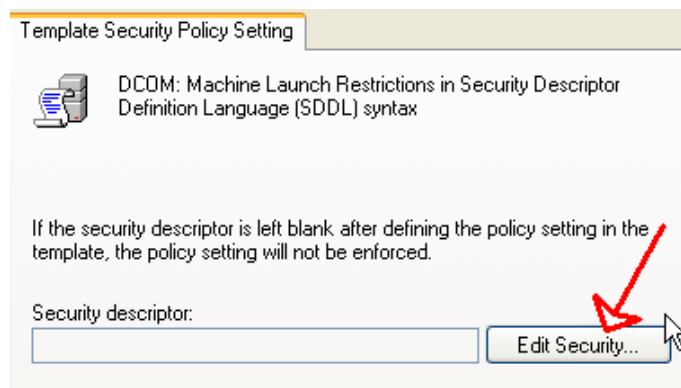 Template Security Policy Setting
DCOM: Machine Launch Restrictions in Security Descriptor
Definition Language (SDDL) syntax
If the security descriptor is left blank after defining the policy setting in the
template, the policy setting will not be enforced.
Security descriptor:
Edit Security...